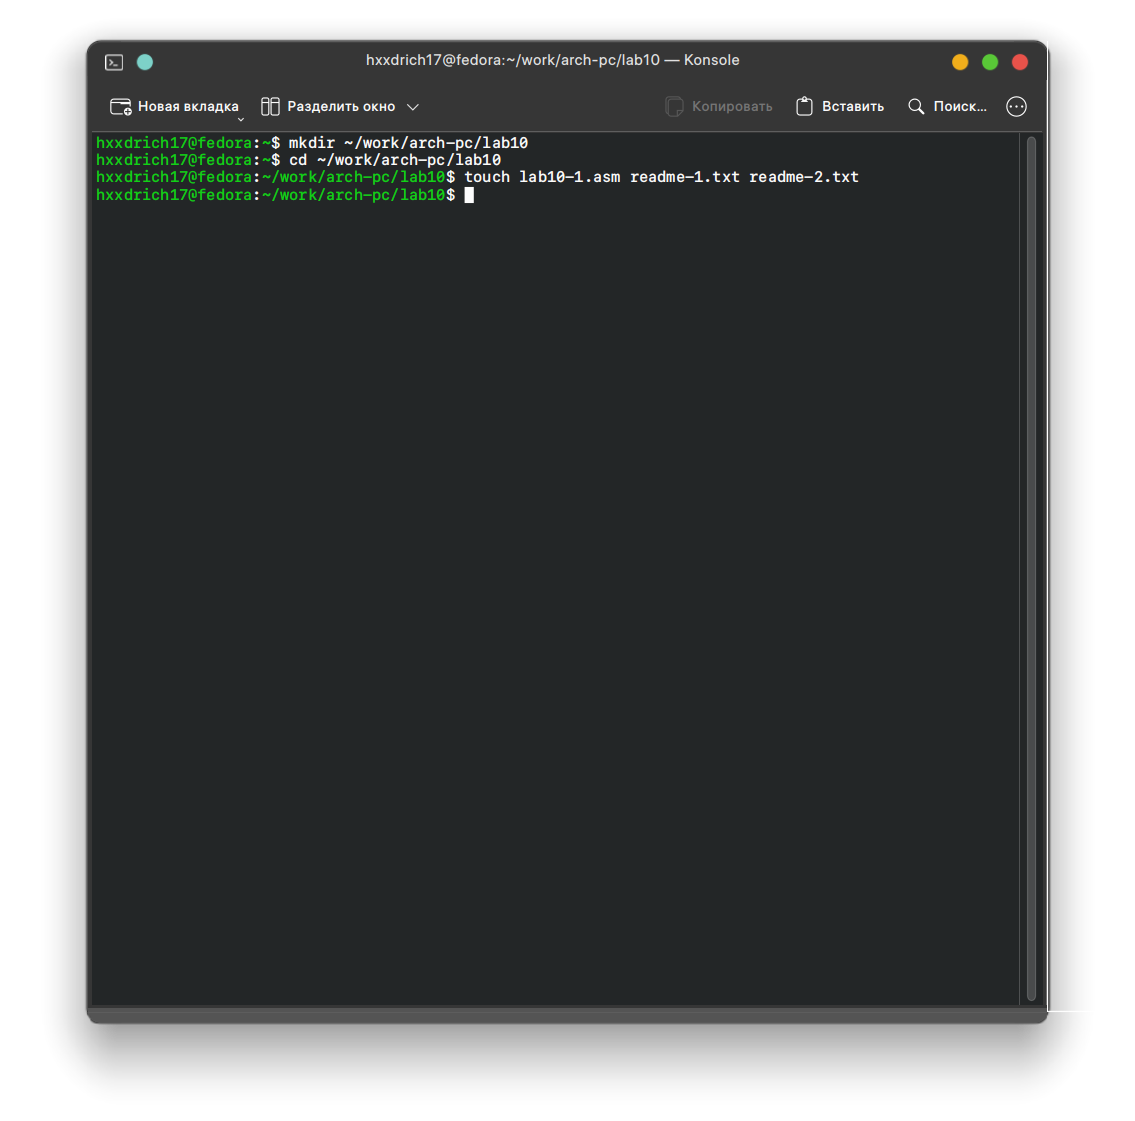 hxxdrich17@fedora:~/work/arch-pc/lab10 — Konsole
Новая вкладка Разделить окно Копировать Вставить Поиск...
hxxdrich17@fedora:~$ mkdir ~/work/arch-pc/lab10
hxxdrich17@fedora:~$ cd ~/work/arch-pc/lab10
hxxdrich17@fedora:~/work/arch-pc/lab10$ touch lab10-1.asm readme-1.txt readme-2.txt
hxxdrich17@fedora:~/work/arch-pc/lab10$